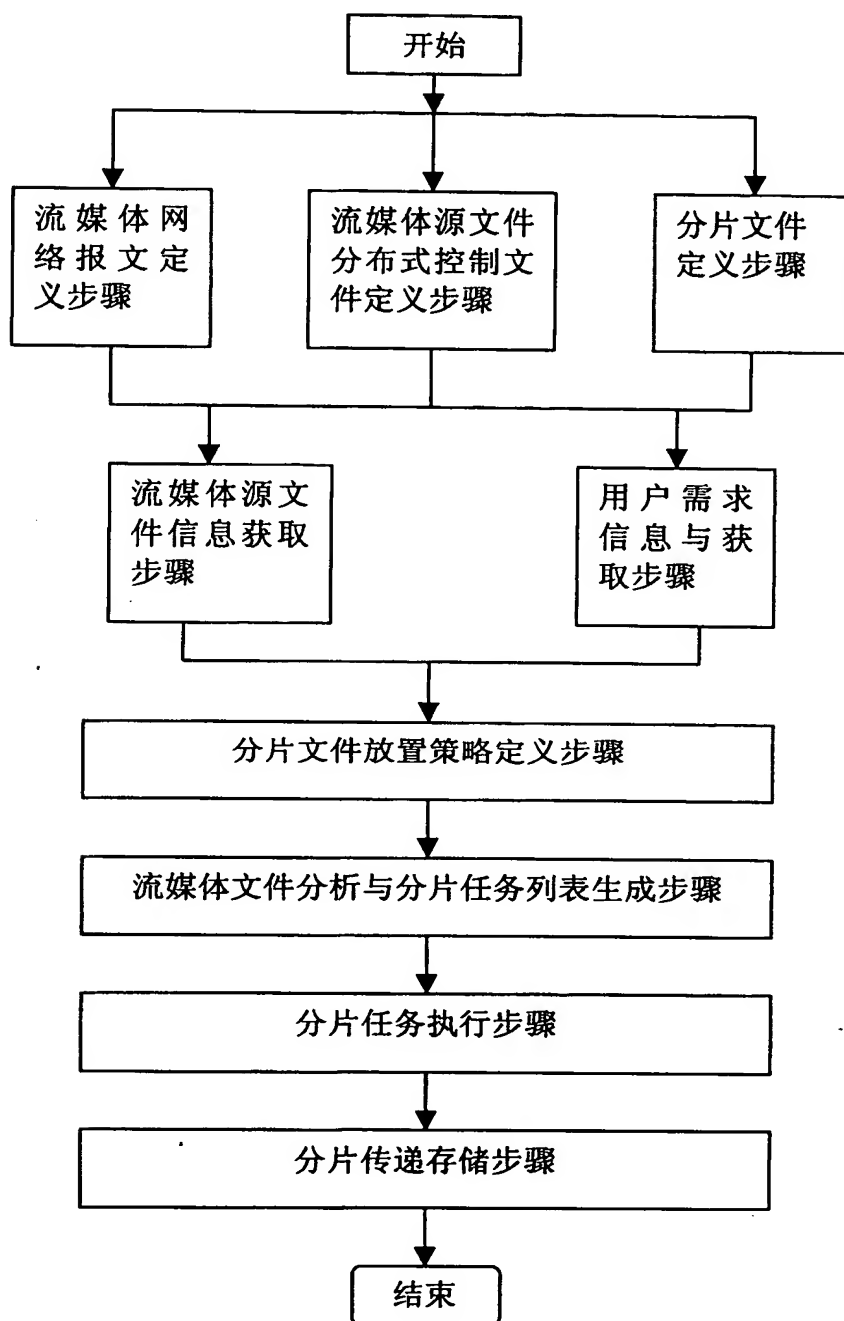 开始
流媒体网
络报文定
义步骤
流媒体源文件
分布式控制文
件定义步骤
分片文件
定义步骤
流媒体源文
件信息获取
步骤
用户需求
信息与获
取步骤
分片文件放置策略定义步骤
流媒体文件分析与分片任务列表生成步骤
分片任务执行步骤
分片传递存储步骤
结束